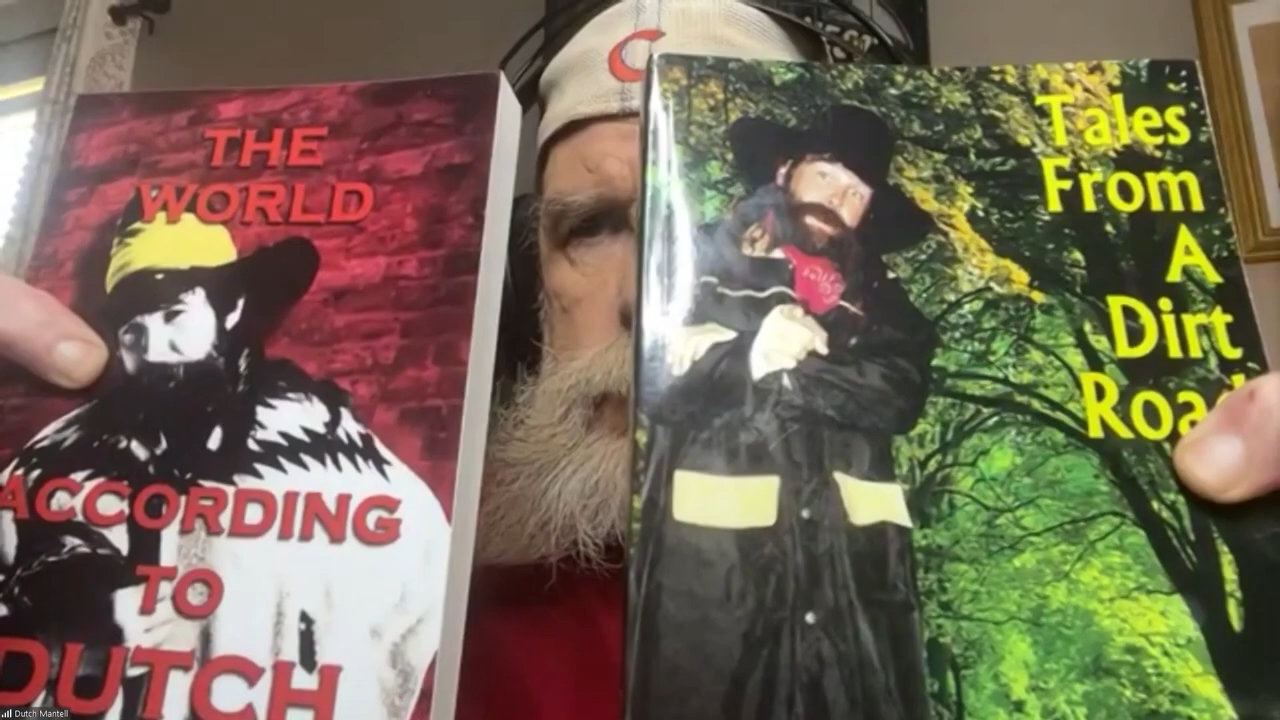 THE
WORLD
ACCORDING
TO
DUTCH
C
Tales
From
A
Dirt
Road
Dutch Mantell